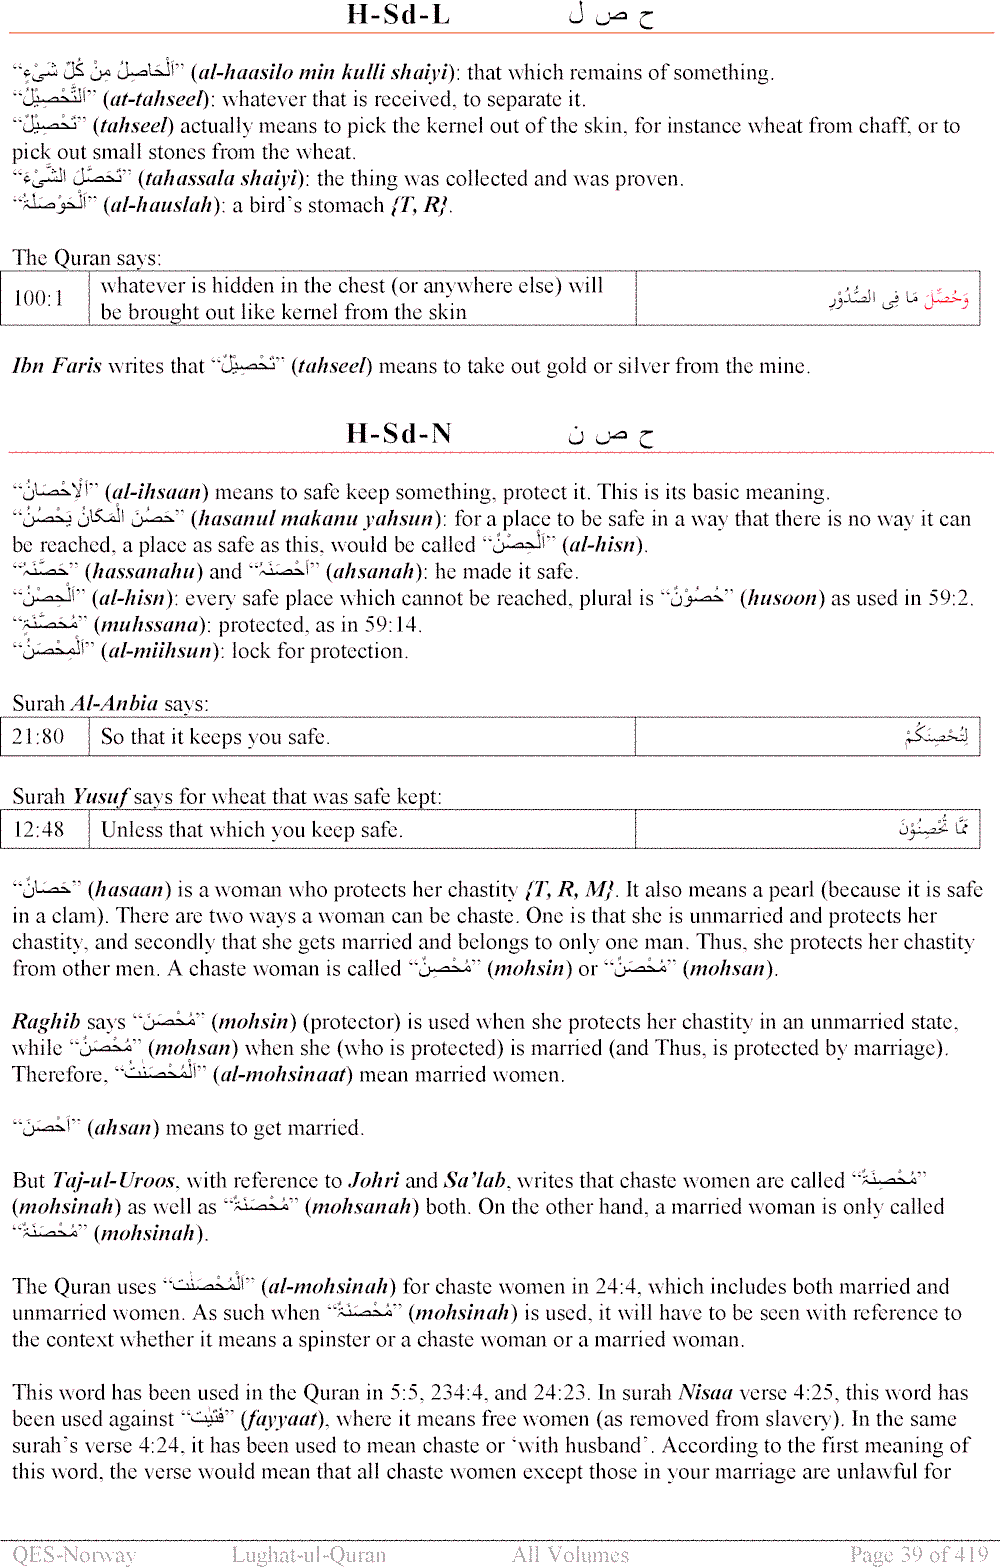 H-Sd-L ح ص ل
“اَلْحَاصِلُ مِنْ كُلِّ شَیْءٍ” (al-haasilo min kulli shaiyi): that which remains of something.
“اَلتَّحْصِیْلُ” (at-tahseel): whatever that is received, to separate it.
“تَحْصِیْلٌ” (tahseel) actually means to pick the kernel out of the skin, for instance wheat from chaff, or to
pick out small stones from the wheat.
“تَحَصَّلَ الشَّیْءُ” (tahassala shaiyi): the thing was collected and was proven.
“اَلْحَوْصَلَۃُ” (al-hauslah): a bird’s stomach {T, R}.
The Quran says:
100:1 whatever is hidden in the chest (or anywhere else) will
be brought out like kernel from the skin
وَحُصِّلَ مَا فِی الصُّدُوْرِ
Ibn Faris writes that “تَحْصِیْلٌ” (tahseel) means to take out gold or silver from the mine.
H-Sd-N ح ص ن
“اَلْاِحْصَانُ” (al-ihsaan) means to safe keep something, protect it. This is its basic meaning.
“حَصُنَ الْمَکَانُ یَحْصُنُ” (hasanul makanu yahsun): for a place to be safe in a way that there is no way it can
be reached, a place as safe as this, would be called “اَلْحِصْنُ” (al-hisn).
“حَصَّنَہٗ” (hassanahu) and “اَحْصَنَہٗ” (ahsanah): he made it safe.
“اَلْحِصْنُ” (al-hisn): every safe place which cannot be reached, plural is “حُصُوْنٌ” (husoon) as used in 59:2.
“مُحَصَّنَۃٍ” (muhssana): protected, as in 59:14.
“اَلْمِحْصَنُ” (al-miihsun): lock for protection.
Surah Al-Anbia says:
21:80 So that it keeps you safe. لِتُحْصِنَکُمْ
Surah Yusuf says for wheat that was safe kept:
12:48 Unless that which you keep safe. مِّمَّا تُحْصِنُوْنَ
“حَصَانٌ” (hasaan) is a woman who protects her chastity {T, R, M}. It also means a pearl (because it is safe
in a clam). There are two ways a woman can be chaste. One is that she is unmarried and protects her
chastity, and secondly that she gets married and belongs to only one man. Thus, she protects her chastity
from other men. A chaste woman is called “مُحْصِنٌ” (mohsin) or “مُحْصَنٌ” (mohsan).
Raghib says “مُحْصَنَ” (mohsin) (protector) is used when she protects her chastity in an unmarried state,
while “مُحْصَنٌ” (mohsan) when she (who is protected) is married (and Thus, is protected by marriage).
Therefore, “اَلْمُحْصَنٰتُ” (al-mohsinaat) mean married women.
“اَحْصَنَ” (ahsan) means to get married.
But Taj-ul-Uroos, with reference to Johri and Sa’lab, writes that chaste women are called “مُحْصِنَۃٌ”
(mohsinah) as well as “مُحْصَنَۃٌ” (mohsanah) both. On the other hand, a married woman is only called
“مُحْصَنَۃٌ” (mohsinah).
The Quran uses “اَلْمُحْصَنٰت” (al-mohsinah) for chaste women in 24:4, which includes both married and
unmarried women. As such when “مُحْصَنَۃٌ” (mohsinah) is used, it will have to be seen with reference to
the context whether it means a spinster or a chaste woman or a married woman.
This word has been used in the Quran in 5:5, 234:4, and 24:23. In surah Nisaa verse 4:25, this word has
been used against “فَتَیٰت” (fayyaat), where it means free women (as removed from slavery). In the same
surah’s verse 4:24, it has been used to mean chaste or ‘with husband’. According to the first meaning of
this word, the verse would mean that all chaste women except those in your marriage are unlawful for
QES-Norway Lughat-ul-Quran All Volumes Page 39 of 419